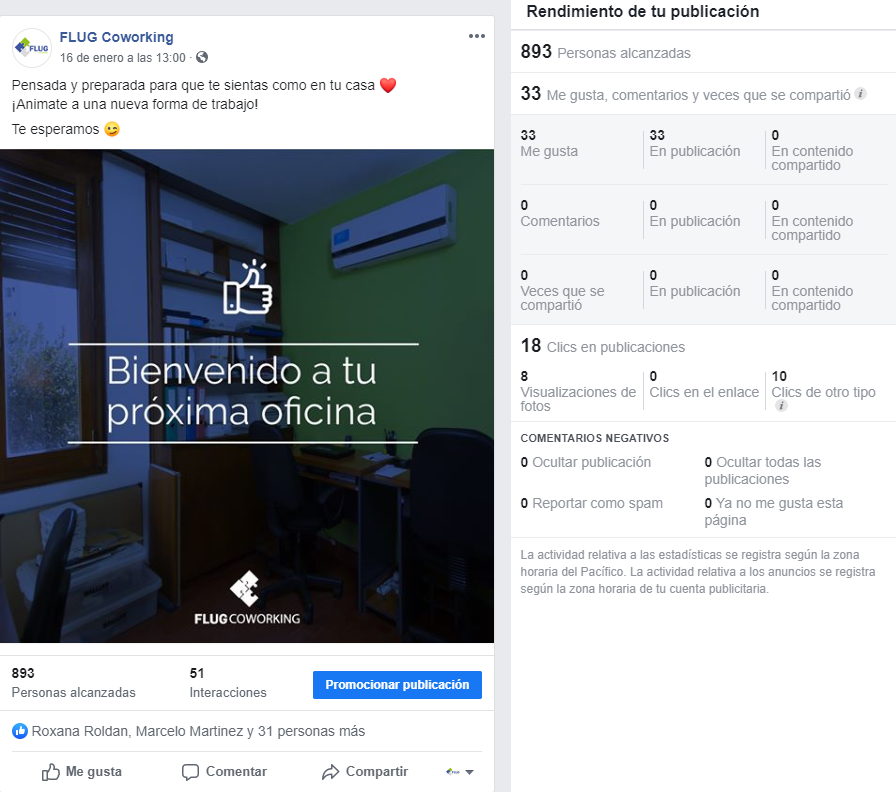 FLUG
FLUG Coworking
16 de enero a las 13:00 ·
Pensada y preparada para que te sientas como en tu casa ❤️
¡Animate a una nueva forma de trabajo!
Te esperamos 😉
Bienvenido a tu
próxima oficina
FLUGCOWORKING
893
Personas alcanzadas
51
Interacciones
Promocionar publicación
Roxana Roldan, Marcelo Martinez y 31 personas más
Me gusta
Comentar
Compartir
Rendimiento de tu publicación
893 Personas alcanzadas
33 Me gusta, comentarios y veces que se compartió
33
Me gusta
33
En publicación
0
En contenido
compartido
0
Comentarios
0
En publicación
0
En contenido
compartido
0
Veces que se
compartió
0
En publicación
0
En contenido
compartido
18 Clics en publicaciones
8
Visualizaciones de
fotos
0
Clics en el enlace
10
Clics de otro tipo
COMENTARIOS NEGATIVOS
0 Ocultar publicación
0 Ocultar todas las
publicaciones
0 Reportar como spam
0 Ya no me gusta esta
página
La actividad relativa a las estadísticas se registra según la zona
horaria del Pacífico. La actividad relativa a los anuncios se registra
según la zona horaria de tu cuenta publicitaria.